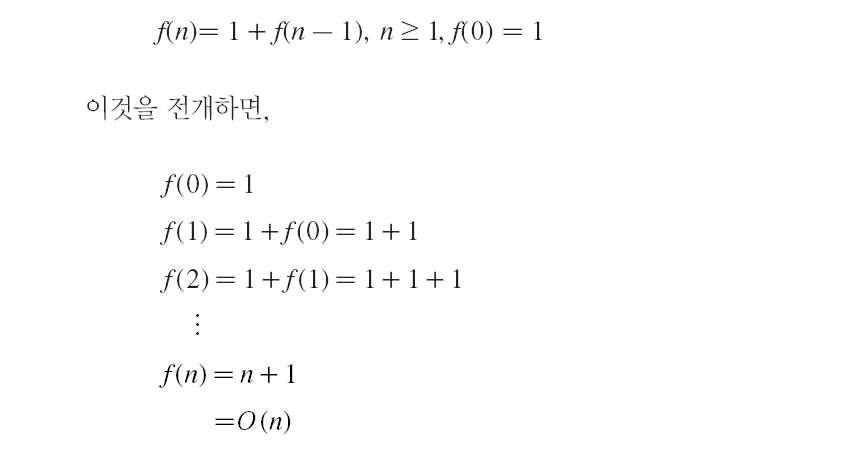 f(n)= 1 + f(n − 1), n ≥ 1, f(0) = 1
이것을 전개하면,
f(0) = 1
f(1) = 1 + f(0) = 1 + 1
f(2) = 1 + f(1) = 1 + 1 + 1
⋮
f(n) = n + 1
=O(n)